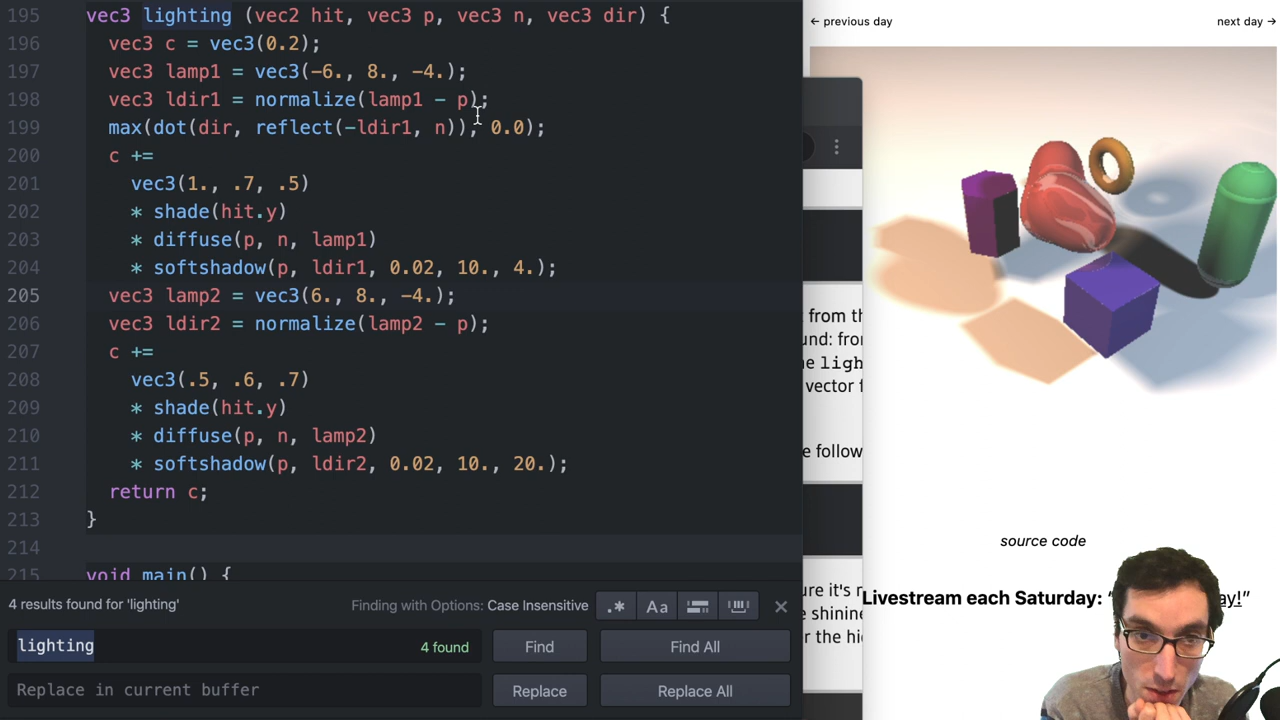 195 vec3 lighting (vec2 hit, vec3 p, vec3 n, vec3 dir) {
196 vec3 c = vec3(0.2);
197 vec3 lamp1 = vec3(-6., 8., -4.);
198 vec3 ldir1 = normalize(lamp1 - p);
199 max(dot(dir, reflect(-ldir1, n)), 0.0);
200 c +=
201 vec3(1., .7, .5)
202 * shade(hit.y)
203 * diffuse(p, n, lamp1)
204 * softshadow(p, ldir1, 0.02, 10., 4.);
205 vec3 lamp2 = vec3(6., 8., -4.);
206 vec3 ldir2 = normalize(lamp2 - p);
207 c +=
208 vec3(.5, .6, .7)
209 * shade(hit.y)
210 * diffuse(p, n, lamp2)
211 * softshadow(p, ldir2, 0.02, 10., 20.);
212 return c;
213 }
214
215 void main() {
4 results found for 'lighting'
Finding with Options: Case Insensitive
.* Aa
lighting
4 found
Find
Find All
Replace in current buffer
Replace
Replace All
← previous day
next day →
from th
und: fro
e ligh
vector f
e follow
ure it's r
e shinine
r the hi
source code
Livestream each Saturday: “
ay!”